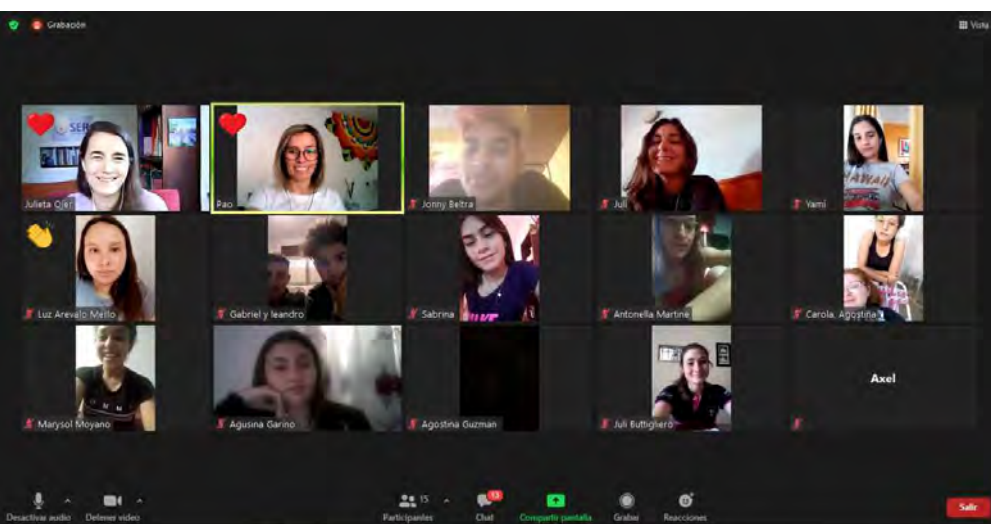 Grabación
Vista
SER
Julieta Ojer
Pao
Jonny Beltra
Juli
Yami
HAWAII
Luz Arevalo Mello
Gabriel y leandro
Sabrina
Antonella Martine
Carola, Agostina
Marysol Moyano
Agusina Garino
Agostina Guzman
Juli Buttigliero
Axel
Desactivar audio
Detener video
15
Participantes
13
Chat
Compartir pantalla
Grabar
Reacciones
Salir